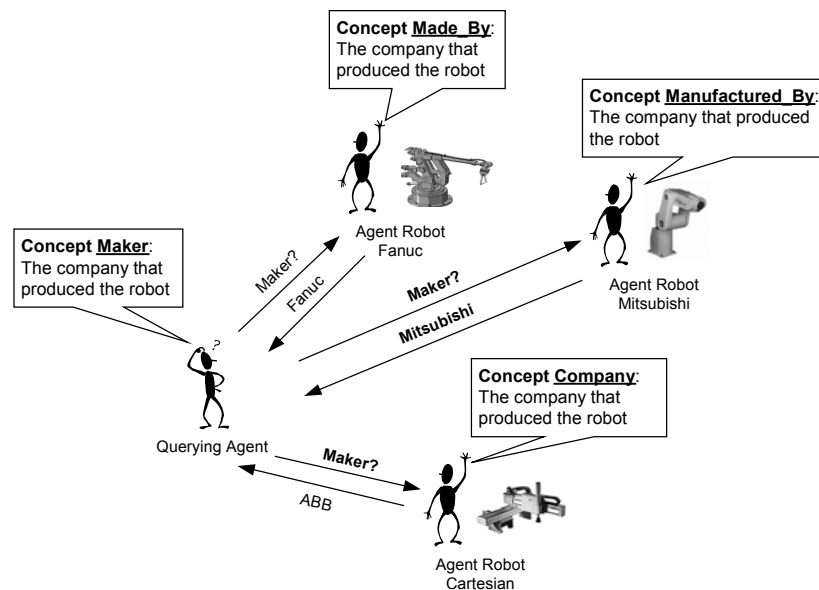 Concept Made_By:
The company that
produced the robot
Concept Manufactured_By:
The company that produced
the robot
Agent Robot
Fanuc
Concept Maker:
The company that
produced the robot
Maker?
Fanuc
Maker?
Mitsubishi
Agent Robot
Mitsubishi
?
Querying Agent
Concept Company:
The company that
produced the robot
Maker?
ABB
Agent Robot
Cartesian